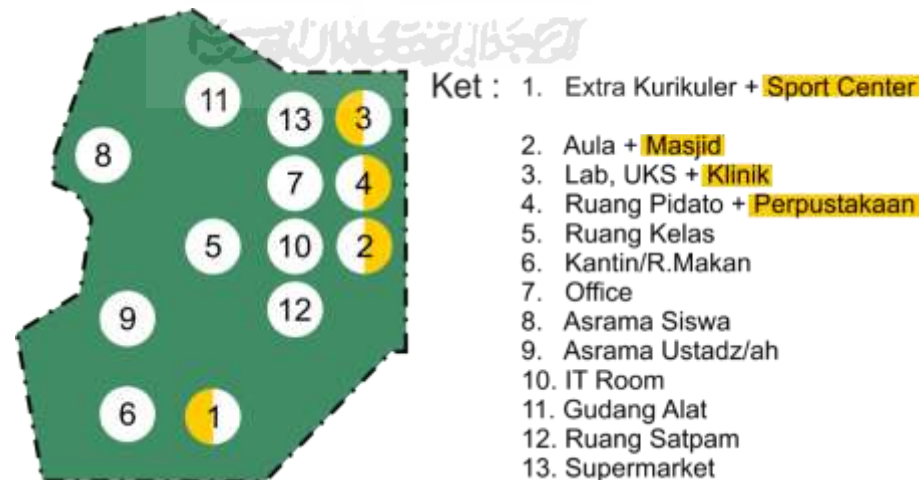 11
13
3
8
7
4
5
10
2
9
12
6
1
Ket : 1. Extra Kurikuler + Sport Center
2. Aula + Masjid
3. Lab, UKS + Klinik
4. Ruang Pidato + Perpustakaan
5. Ruang Kelas
6. Kantin/R.Makan
7. Office
8. Asrama Siswa
9. Asrama Ustadz/ah
10. IT Room
11. Gudang Alat
12. Ruang Satpam
13. Supermarket